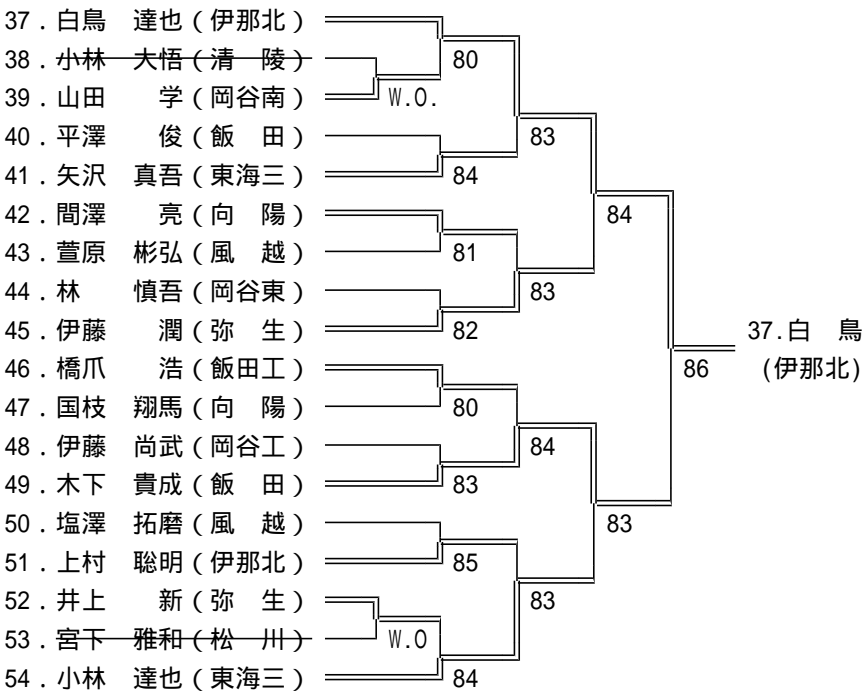 37．白鳥　達也（伊那北）
38．小林　大悟（清　陵）
80
39．山田　　学（岡谷南）
W.O.
40．平澤　　俊（飯　田）
83
41．矢沢　真吾（東海三）
84
42．間澤　　亮（向　陽）
84
43．萱原　彬弘（風　越）
81
44．林　　慎吾（岡谷東）
83
45．伊藤　　潤（弥　生）
82
37.白　鳥
46．橋爪　　浩（飯田工）
86
(伊那北)
47．国枝　翔馬（向　陽）
80
48．伊藤　尚武（岡谷工）
84
49．木下　貴成（飯　田）
83
50．塩澤　拓磨（風　越）
83
51．上村　聡明（伊那北）
85
52．井上　　新（弥　生）
83
53．宮下　雅和（松　川）
W.O
54．小林　達也（東海三）
84